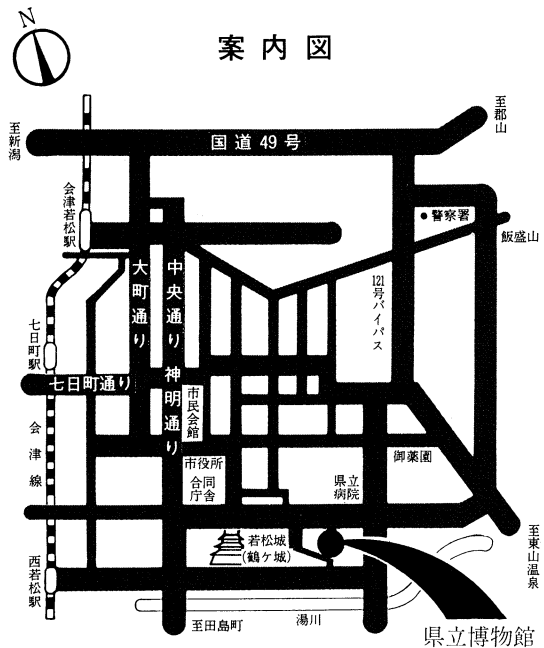 N
案内図
至郡山
至新潟
国道49号
会津若松駅
警察署
飯盛山
大町通り
中央通り
121号バイパス
七日町駅
七日町通り
神明通り
市民会館
会津線
市役所
合同
庁舎
御薬園
県立
病院
若松城
(鶴ケ城)
至東山温泉
西若松駅
至田島町
湯川
県立博物館